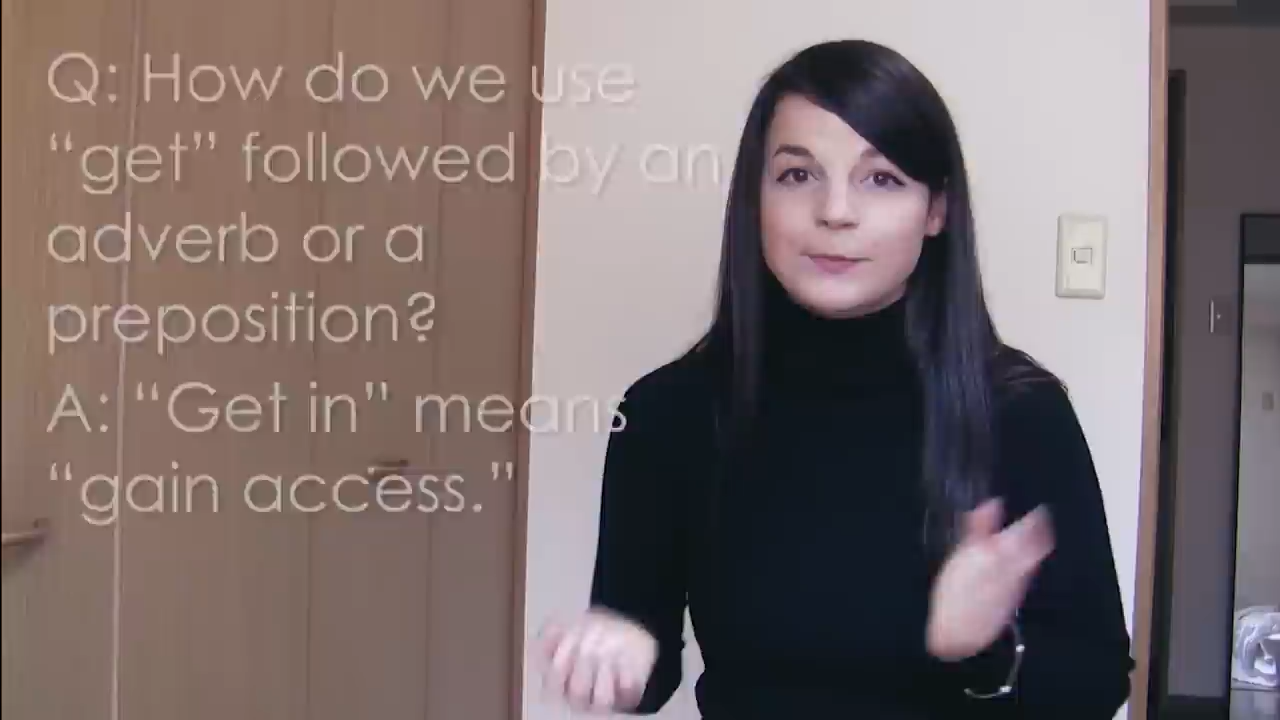 Q: How do we use
“get” followed by an
adverb or a
preposition?
A: “Get in” means
“gain access.”